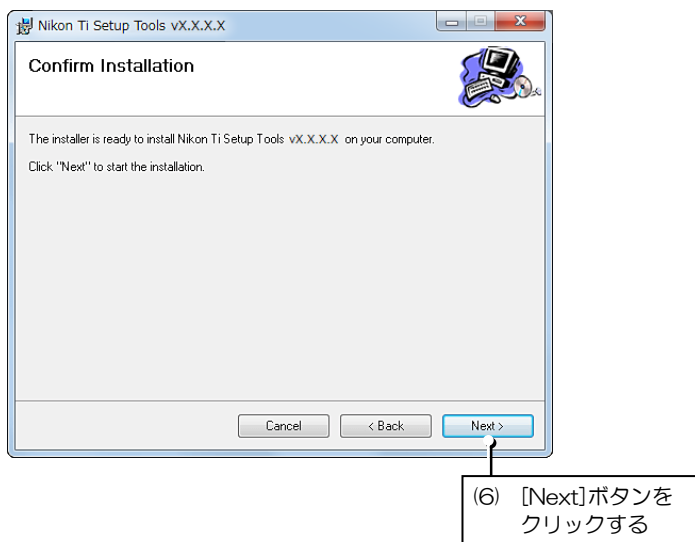 Nikon Ti Setup Tools vX.X.X.X
Confirm Installation
The installer is ready to install Nikon Ti Setup Tools vX.X.X.X on your computer.
Click "Next" to start the installation.
Cancel
< Back
Next >
(6) [Next]ボタンを
クリックする